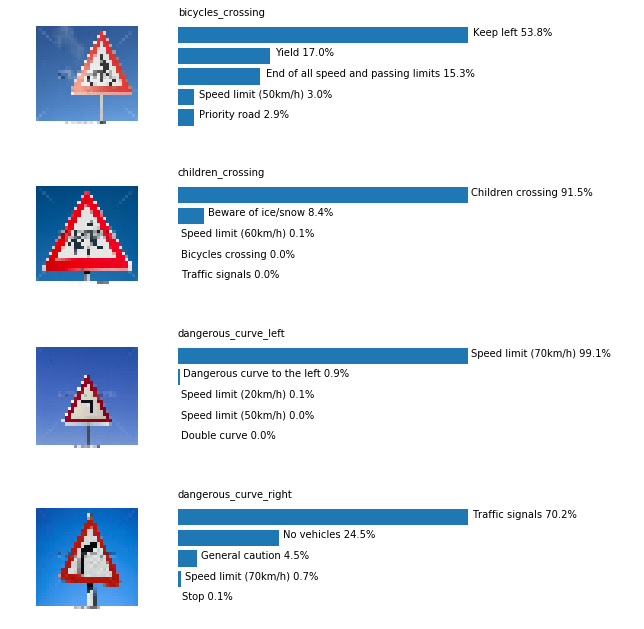 bicycles_crossing
Keep left 53.8%
Yield 17.0%
End of all speed and passing limits 15.3%
Speed limit (50km/h) 3.0%
Priority road 2.9%
children_crossing
Children crossing 91.5%
Beware of ice/snow 8.4%
Speed limit (60km/h) 0.1%
Bicycles crossing 0.0%
Traffic signals 0.0%
dangerous_curve_left
Speed limit (70km/h) 99.1%
Dangerous curve to the left 0.9%
Speed limit (20km/h) 0.1%
Speed limit (50km/h) 0.0%
Double curve 0.0%
dangerous_curve_right
Traffic signals 70.2%
No vehicles 24.5%
General caution 4.5%
Speed limit (70km/h) 0.7%
Stop 0.1%